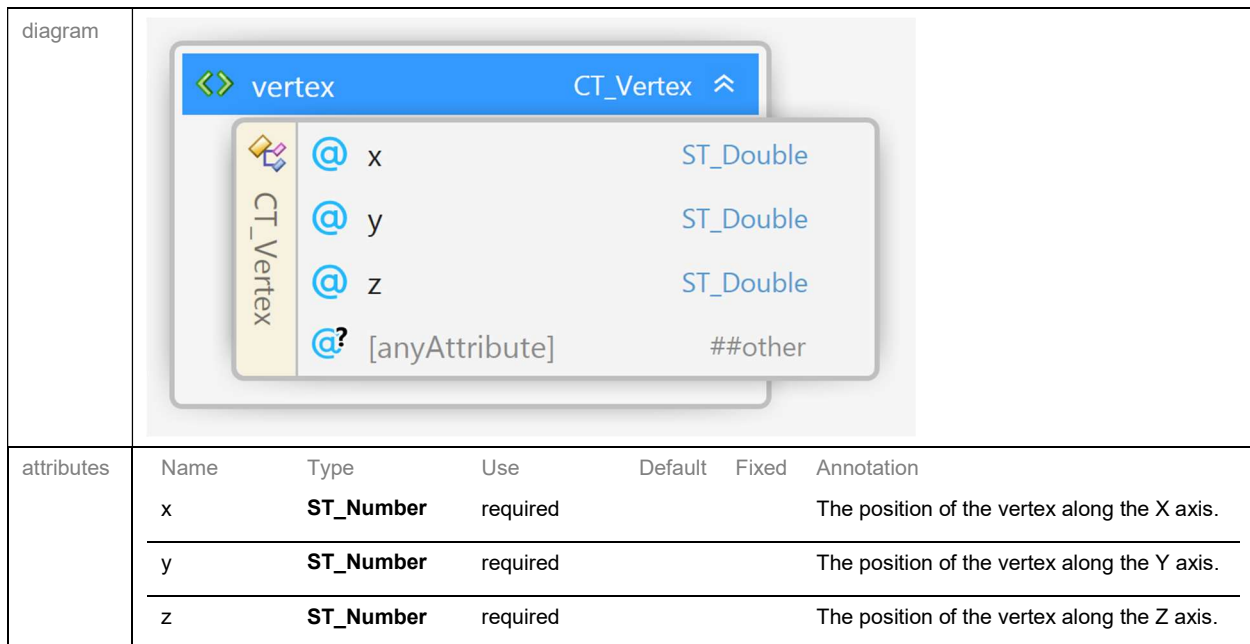 diagram
vertex CT_Vertex
CT_Vertex
@ x ST_Double
@ y ST_Double
@ z ST_Double
@? [anyAttribute] ##other
attributes Name Type Use Default Fixed Annotation
x ST_Number required The position of the vertex along the X axis.
y ST_Number required The position of the vertex along the Y axis.
z ST_Number required The position of the vertex along the Z axis.